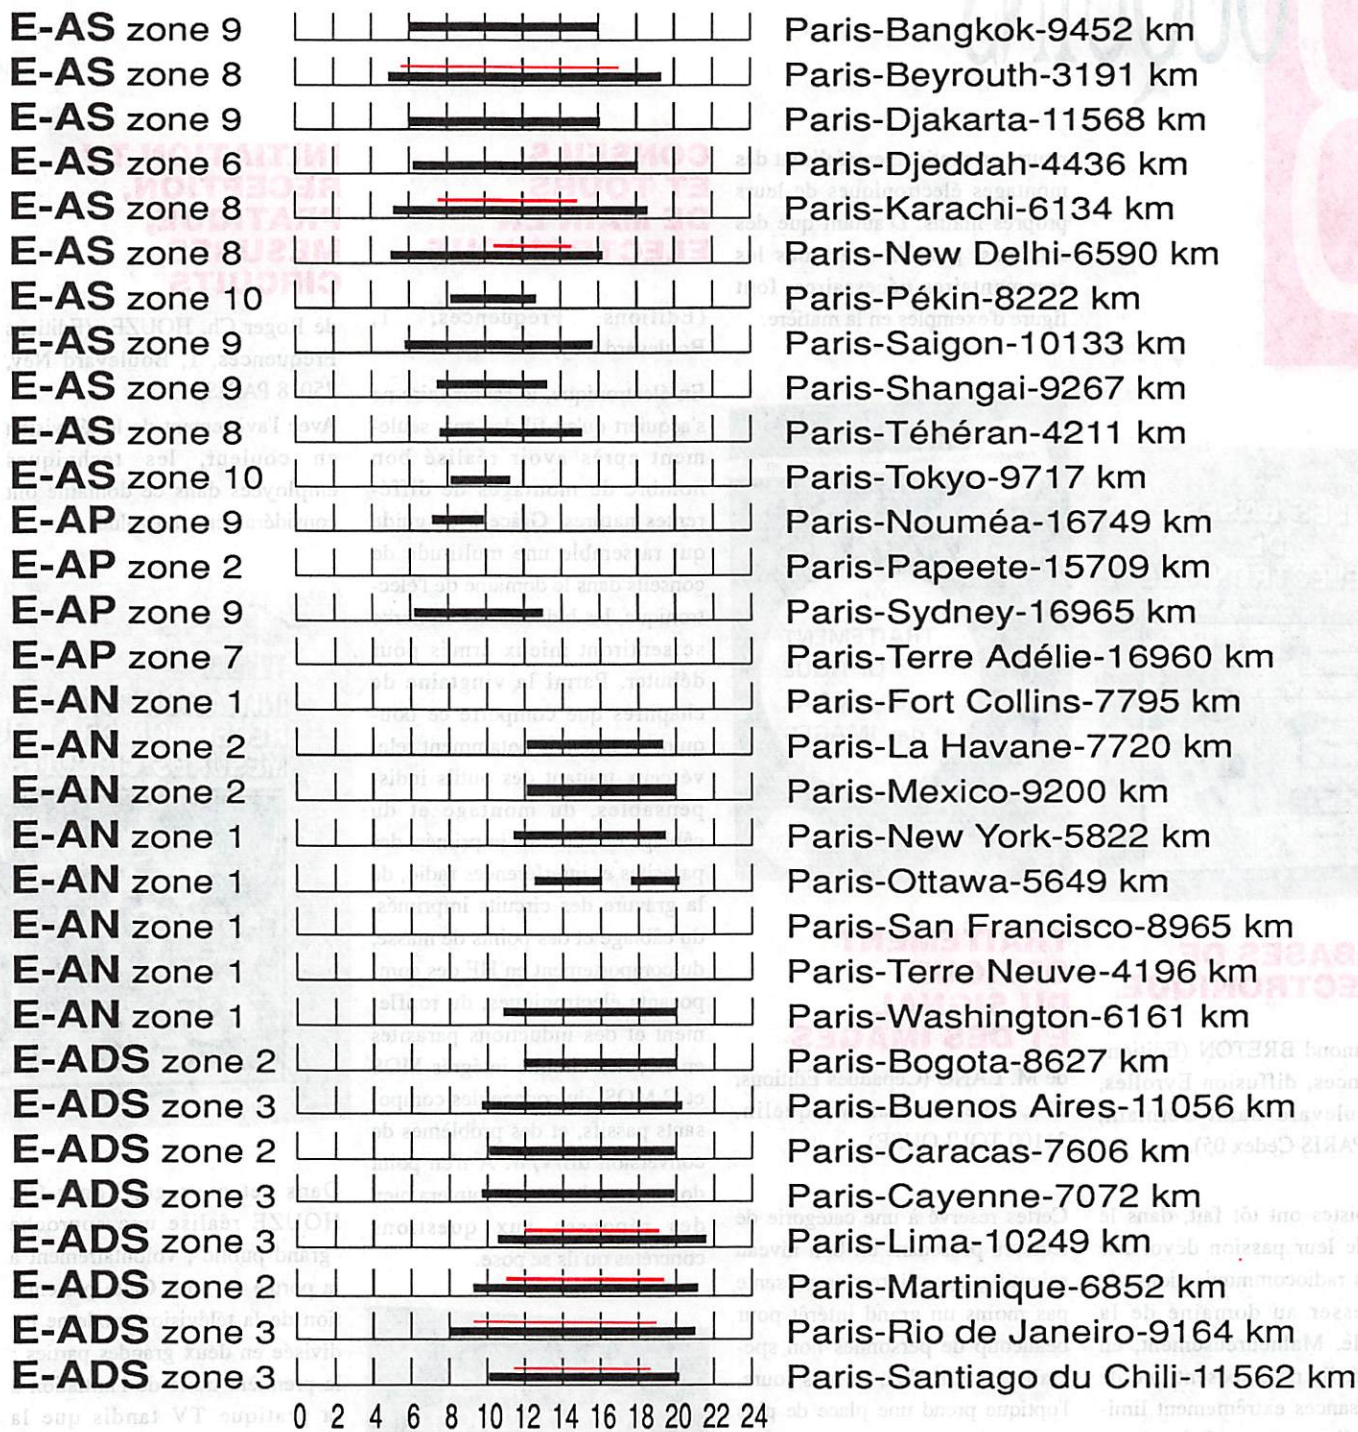 E-AS zone 9 Paris-Bangkok-9452 km
E-AS zone 8 Paris-Beyrouth-3191 km
E-AS zone 9 Paris-Djakarta-11568 km
E-AS zone 6 Paris-Djeddah-4436 km
E-AS zone 8 Paris-Karachi-6134 km
E-AS zone 8 Paris-New Delhi-6590 km
E-AS zone 10 Paris-Pékin-8222 km
E-AS zone 9 Paris-Saigon-10133 km
E-AS zone 9 Paris-Shangai-9267 km
E-AS zone 8 Paris-Téhéran-4211 km
E-AS zone 10 Paris-Tokyo-9717 km
E-AP zone 9 Paris-Nouméa-16749 km
E-AP zone 2 Paris-Papeete-15709 km
E-AP zone 9 Paris-Sydney-16965 km
E-AP zone 7 Paris-Terre Adélie-16960 km
E-AN zone 1 Paris-Fort Collins-7795 km
E-AN zone 2 Paris-La Havane-7720 km
E-AN zone 2 Paris-Mexico-9200 km
E-AN zone 1 Paris-New York-5822 km
E-AN zone 1 Paris-Ottawa-5649 km
E-AN zone 1 Paris-San Francisco-8965 km
E-AN zone 1 Paris-Terre Neuve-4196 km
E-AN zone 1 Paris-Washington-6161 km
E-ADS zone 2 Paris-Bogota-8627 km
E-ADS zone 3 Paris-Buenos Aires-11056 km
E-ADS zone 2 Paris-Caracas-7606 km
E-ADS zone 3 Paris-Cayenne-7072 km
E-ADS zone 3 Paris-Lima-10249 km
E-ADS zone 2 Paris-Martinique-6852 km
E-ADS zone 3 Paris-Rio de Janeiro-9164 km
E-ADS zone 3 Paris-Santiago du Chili-11562 km
0 2 4 6 8 10 12 14 16 18 20 22 24